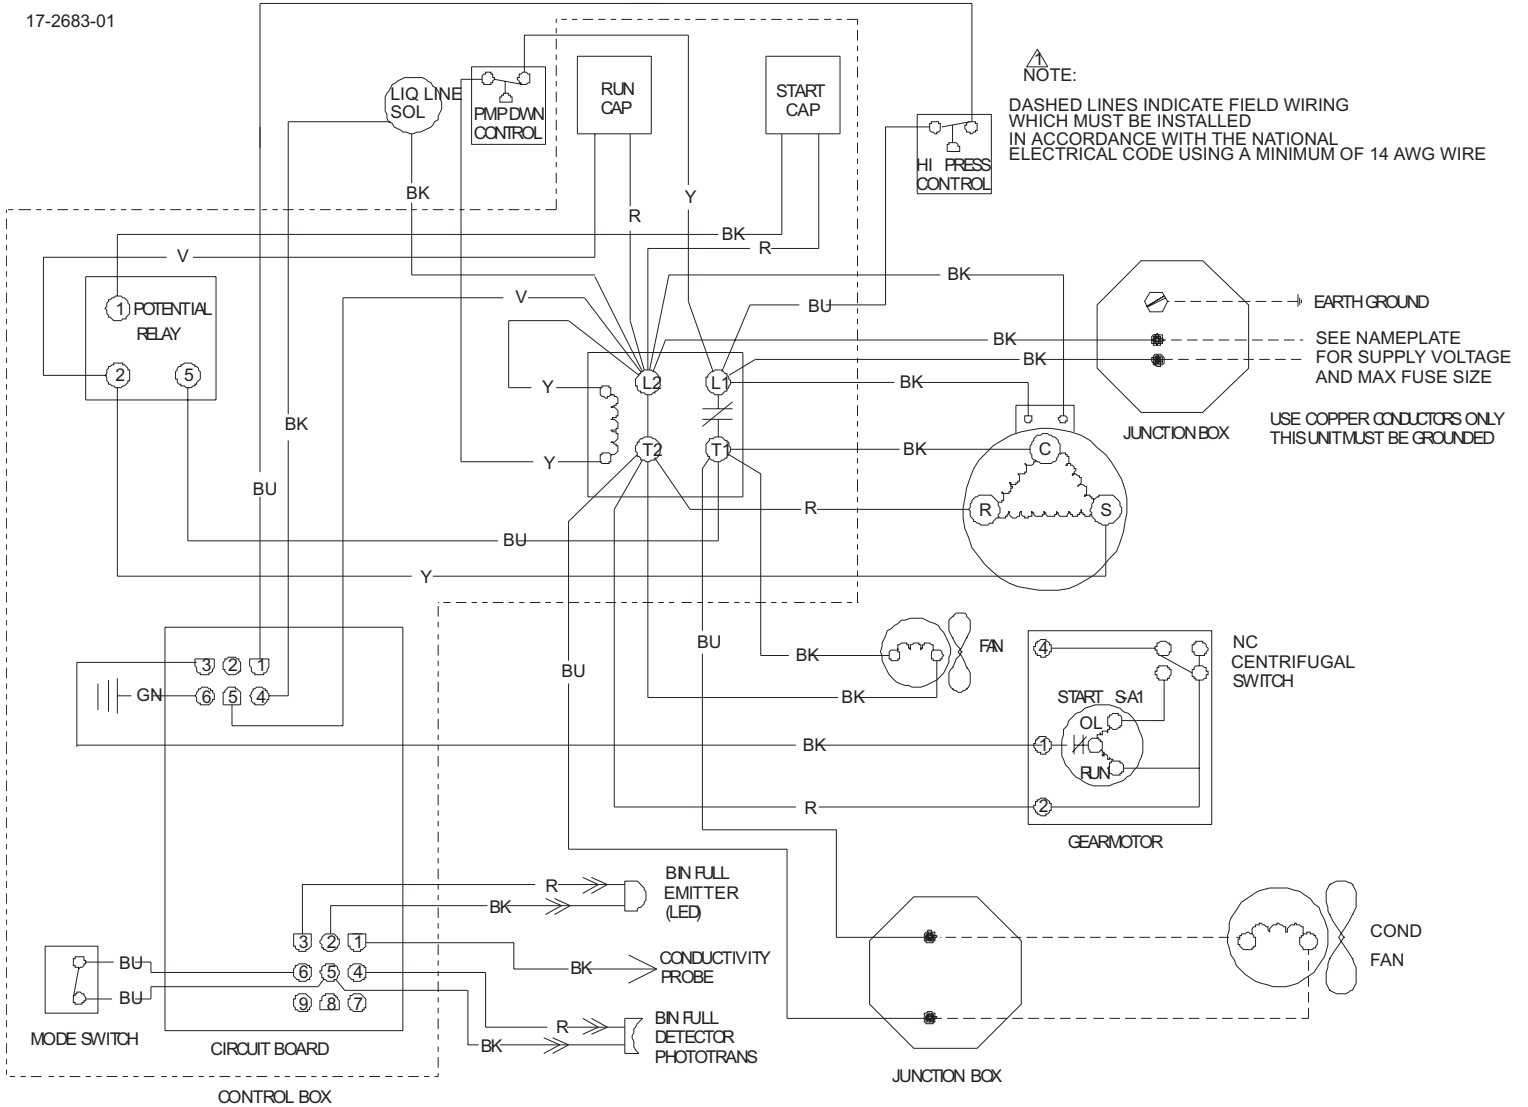 17-2683-01
LIQ LINE
SOL
PMP DWN
CONTROL
RUN
CAP
START
CAP
HI PRESS
CONTROL
1
NOTE:
DASHED LINES INDICATE FIELD WIRING
WHICH MUST BE INSTALLED
IN ACCORDANCE WITH THE NATIONAL
ELECTRICAL CODE USING A MINIMUM OF 14 AWG WIRE
BK
R
Y
BK
R
V
BK
V
BU
1
POTENTIAL
RELAY
2
5
EARTH GROUND
SEE NAMEPLATE
FOR SUPPLY VOLTAGE
AND MAX FUSE SIZE
BK
BK
BK
Y
L2
L1
JUNCTION BOX
USE COPPER CONDUCTORS ONLY
THIS UNIT MUST BE GROUNDED
BK
Y
T2
T1
BK
C
BU
R
R
S
BU
Y
3
2
1
GN
6
5
4
BU
BU
BK
FAN
BK
4
NC
CENTRIFUGAL
SWITCH
START S-A1
OL
RUN
BK
1
R
2
GEARMOTOR
R
BK
BIN FULL
EMITTER
(LED)
3
2
1
BK
CONDUCTIVITY
PROBE
BU
6
5
4
BU
9
8
7
R
BK
BIN FULL
DETECTOR
PHOTOTRANS
MODE SWITCH
CIRCUIT BOARD
CONTROL BOX
JUNCTION BOX
COND
FAN